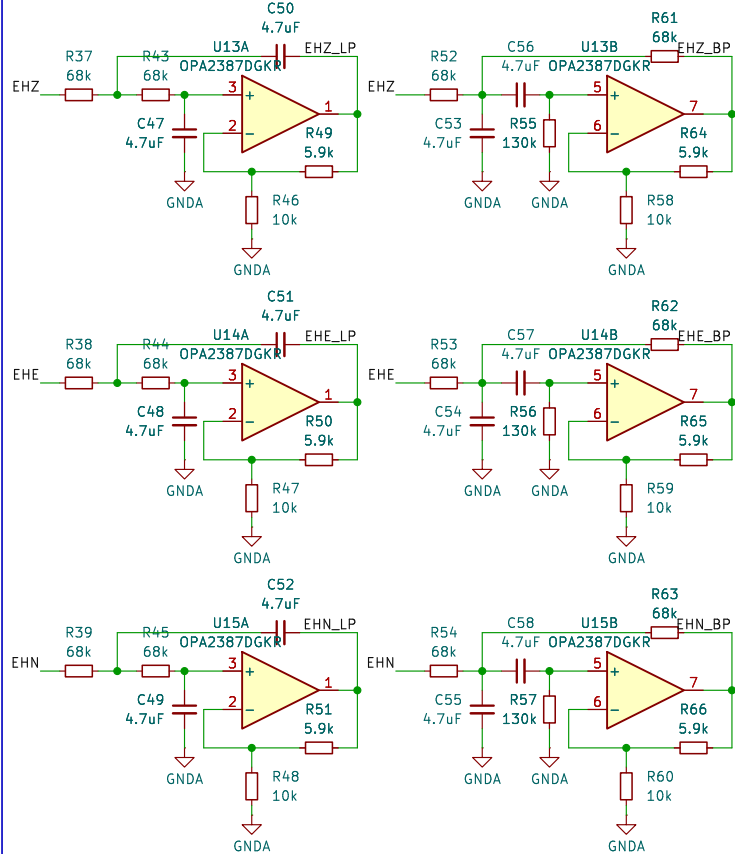 C50
4.7uF
R37
68k
R43
68k
U13A
OPA2387DGKR
EHZ_LP
EHZ
3
+
1
2
−
C47
4.7uF
R49
5.9k
GNDA
R46
10k
GNDA
R61
68k
R52
68k
C56
4.7uF
U13B
OPA2387DGKR
EHZ_BP
EHZ
5
+
7
6
−
C53
4.7uF
R55
130k
R64
5.9k
GNDA
GNDA
R58
10k
GNDA
C51
4.7uF
R38
68k
R44
68k
U14A
OPA2387DGKR
EHE_LP
EHE
3
+
1
2
−
C48
4.7uF
R50
5.9k
GNDA
R47
10k
GNDA
R62
68k
R53
68k
C57
4.7uF
U14B
OPA2387DGKR
EHE_BP
EHE
5
+
7
6
−
C54
4.7uF
R56
130k
R65
5.9k
GNDA
GNDA
R59
10k
GNDA
C52
4.7uF
R39
68k
R45
68k
U15A
OPA2387DGKR
EHN_LP
EHN
3
+
1
2
−
C49
4.7uF
R51
5.9k
GNDA
R48
10k
GNDA
R63
68k
R54
68k
C58
4.7uF
U15B
OPA2387DGKR
EHN_BP
EHN
5
+
7
6
−
C55
4.7uF
R57
130k
R66
5.9k
GNDA
GNDA
R60
10k
GNDA